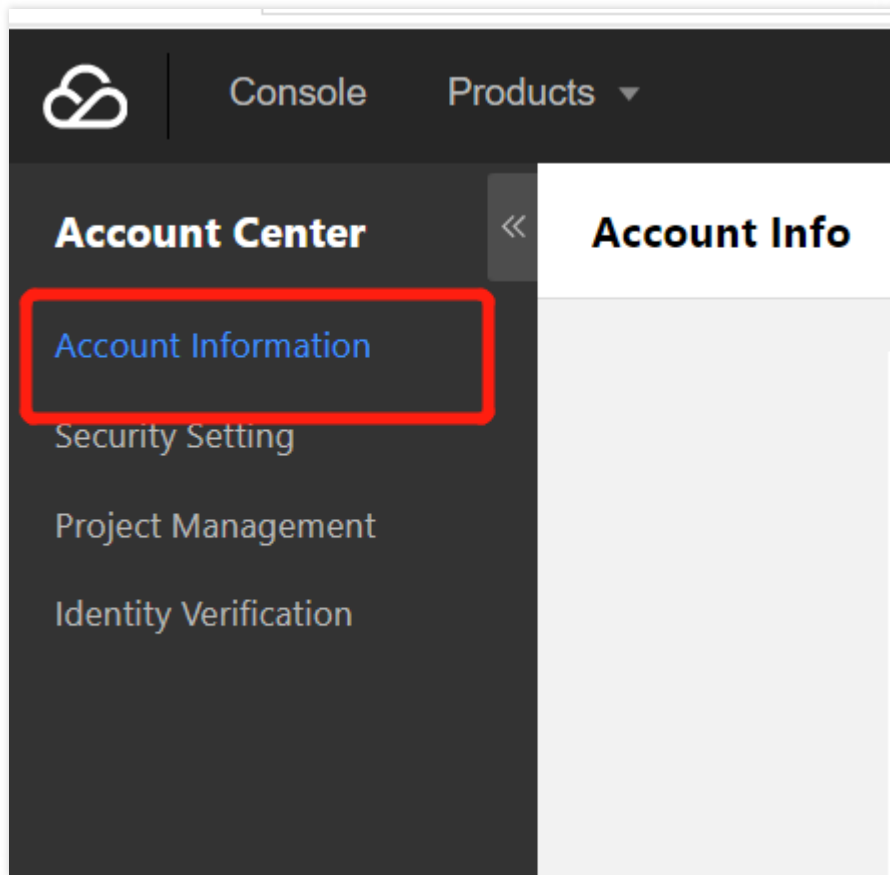 Console Products
Account Center
Account Info
Account Information
Security Setting
Project Management
Identity Verification